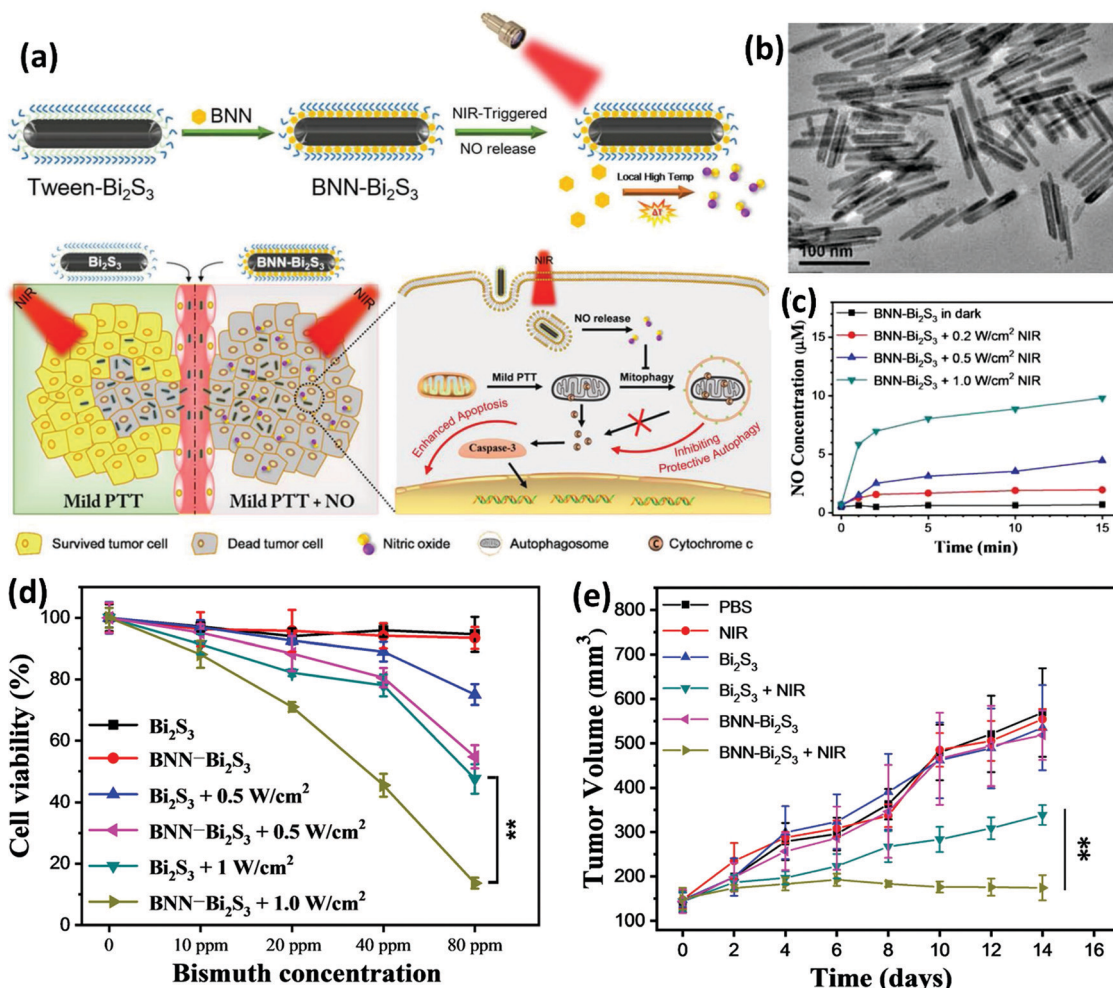 (a)
BNN
NIR-Triggered
NO release
Tween-Bi₂S₃
BNN-Bi₂S₃
Local High Temp
ΔT
Bi₂S₃
BNN-Bi₂S₃
NIR
NIR
Mild PTT
Mild PTT + NO
NIR
NO release
Mild PTT
Mitophagy
Enhanced Apoptosis
Caspase-3
Inhibiting
Protective Autophagy
C
Survived tumor cell
Dead tumor cell
Nitric oxide
Autophagosome
C
Cytochrome c
(b)
100 nm
(c)
NO Concentration (μM)
15
10
5
0
BNN-Bi₂S₃ in dark
BNN-Bi₂S₃ + 0.2 W/cm² NIR
BNN-Bi₂S₃ + 0.5 W/cm² NIR
BNN-Bi₂S₃ + 1.0 W/cm² NIR
0 5 10 15
Time (min)
(d)
Cell viability (%)
100
80
60
40
20
0
Bi₂S₃
BNN−Bi₂S₃
Bi₂S₃ + 0.5 W/cm²
BNN−Bi₂S₃ + 0.5 W/cm²
Bi₂S₃ + 1 W/cm²
BNN−Bi₂S₃ + 1.0 W/cm²
**
0 10 ppm 20 ppm 40 ppm 80 ppm
Bismuth concentration
(e)
Tumor Volume (mm³)
800
700
600
500
400
300
200
100
PBS
NIR
Bi₂S₃
Bi₂S₃ + NIR
BNN-Bi₂S₃
BNN-Bi₂S₃ + NIR
**
0 2 4 6 8 10 12 14 16
Time (days)